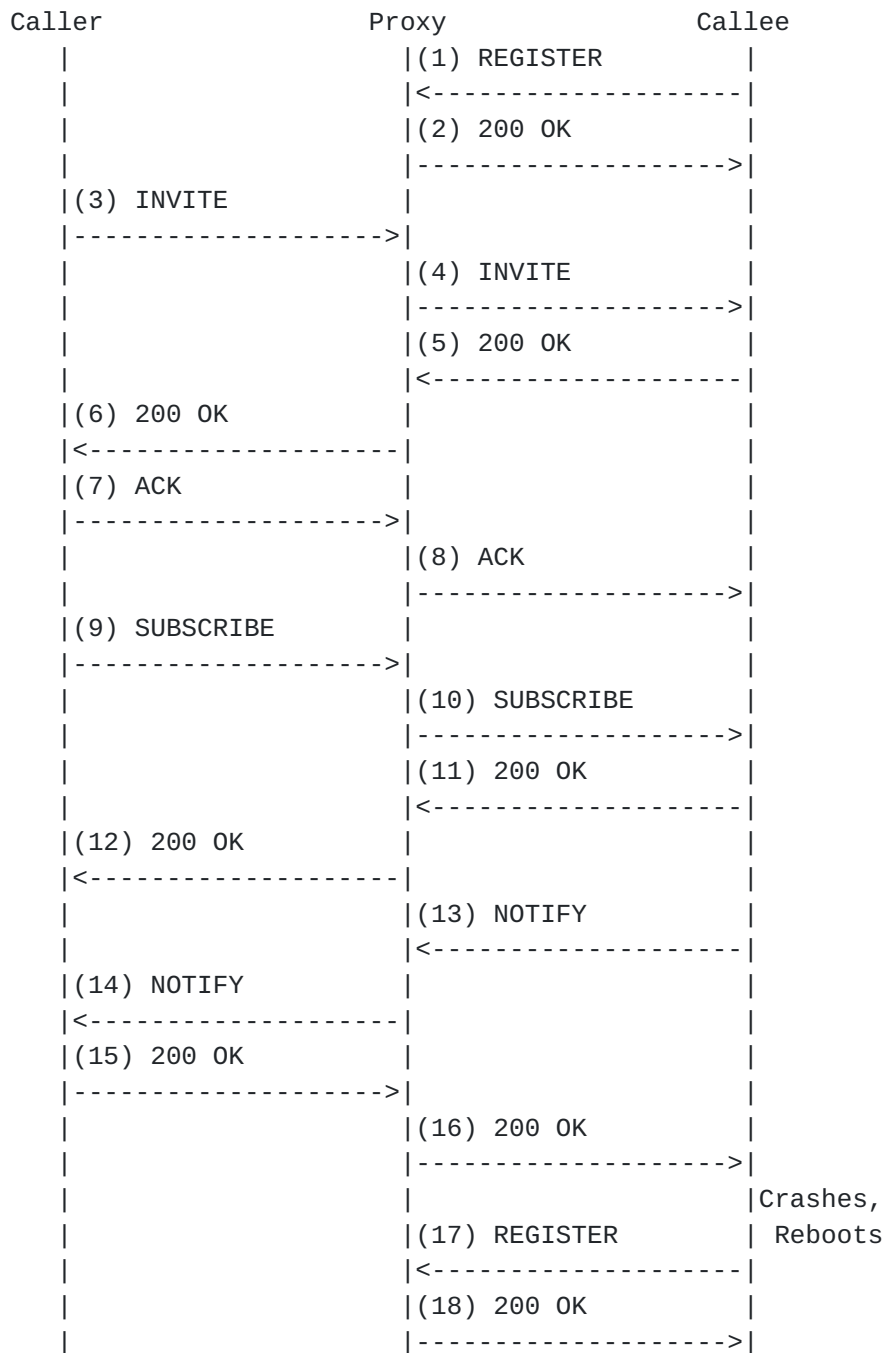 Caller Proxy Callee
(1) REGISTER
(2) 200 OK
(3) INVITE
(4) INVITE
(5) 200 OK
(6) 200 OK
(7) ACK
(8) ACK
(9) SUBSCRIBE
(10) SUBSCRIBE
(11) 200 OK
(12) 200 OK
(13) NOTIFY
(14) NOTIFY
(15) 200 OK
(16) 200 OK
Crashes,
(17) REGISTER Reboots
(18) 200 OK